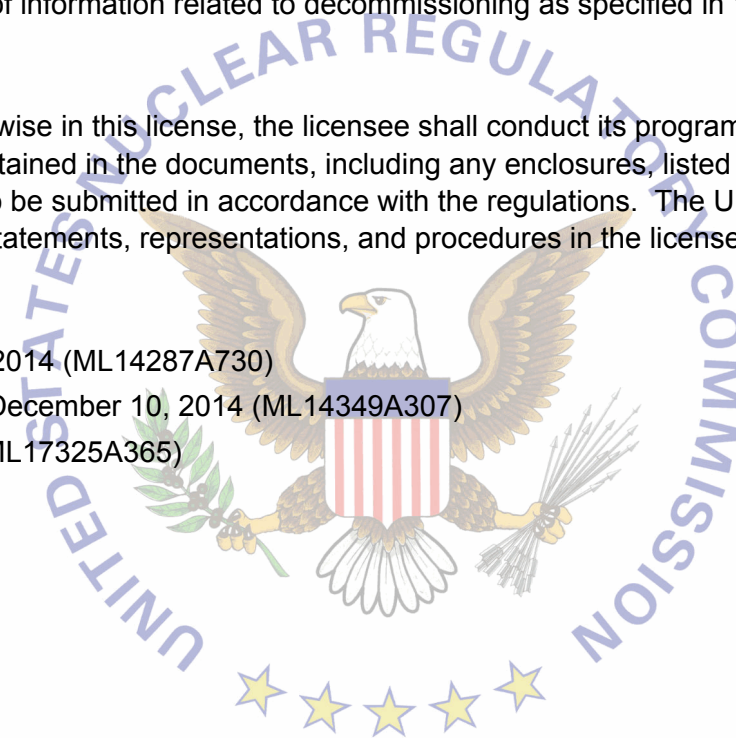 of information related to decommissioning as specified in
wise in this license, the licensee shall conduct its program
tained in the documents, including any enclosures, listed
be submitted in accordance with the regulations. The U
tatements, representations, and procedures in the license
2014 (ML14287A730)
December 10, 2014 (ML14349A307)
ML17325A365)
UNITED STATES NUCLEAR REGULATORY COMMISSION